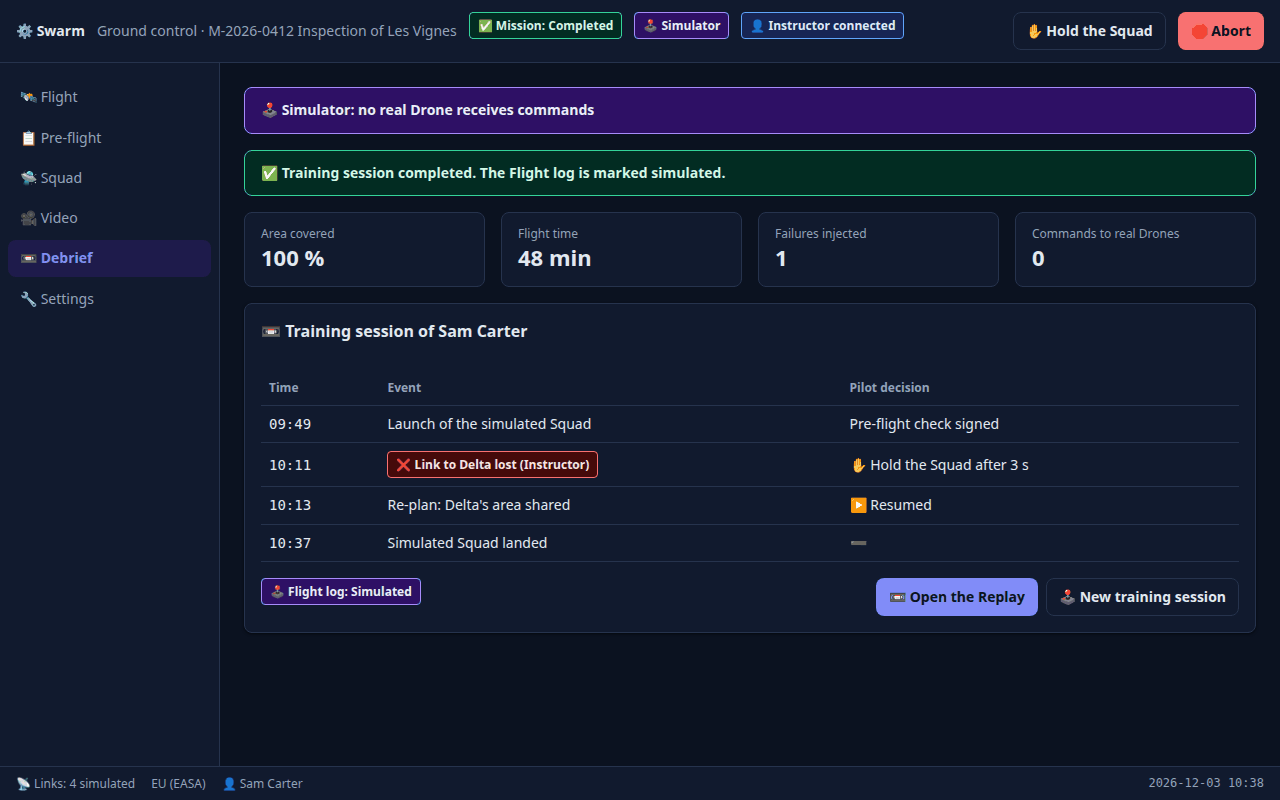 ⚙️ Swarm Ground control · M-2026-0412 Inspection of Les Vignes ✅ Mission: Completed 🕹️ Simulator 👤 Instructor connected ✋ Hold the Squad 🛑 Abort
🛰️ Flight
📋 Pre-flight
🛸 Squad
🎥 Video
📼 Debrief
🔧 Settings
🕹️ Simulator: no real Drone receives commands
✅ Training session completed. The Flight log is marked simulated.
Area covered
100 %
Flight time
48 min
Failures injected
1
Commands to real Drones
0
📼 Training session of Sam Carter
Time Event Pilot decision
09:49 Launch of the simulated Squad Pre-flight check signed
10:11 ❌ Link to Delta lost (Instructor) ✋ Hold the Squad after 3 s
10:13 Re-plan: Delta's area shared ▶️ Resumed
10:37 Simulated Squad landed ➖
🕹️ Flight log: Simulated 📼 Open the Replay 🕹️ New training session
📡 Links: 4 simulated EU (EASA) 👤 Sam Carter 2026-12-03 10:38